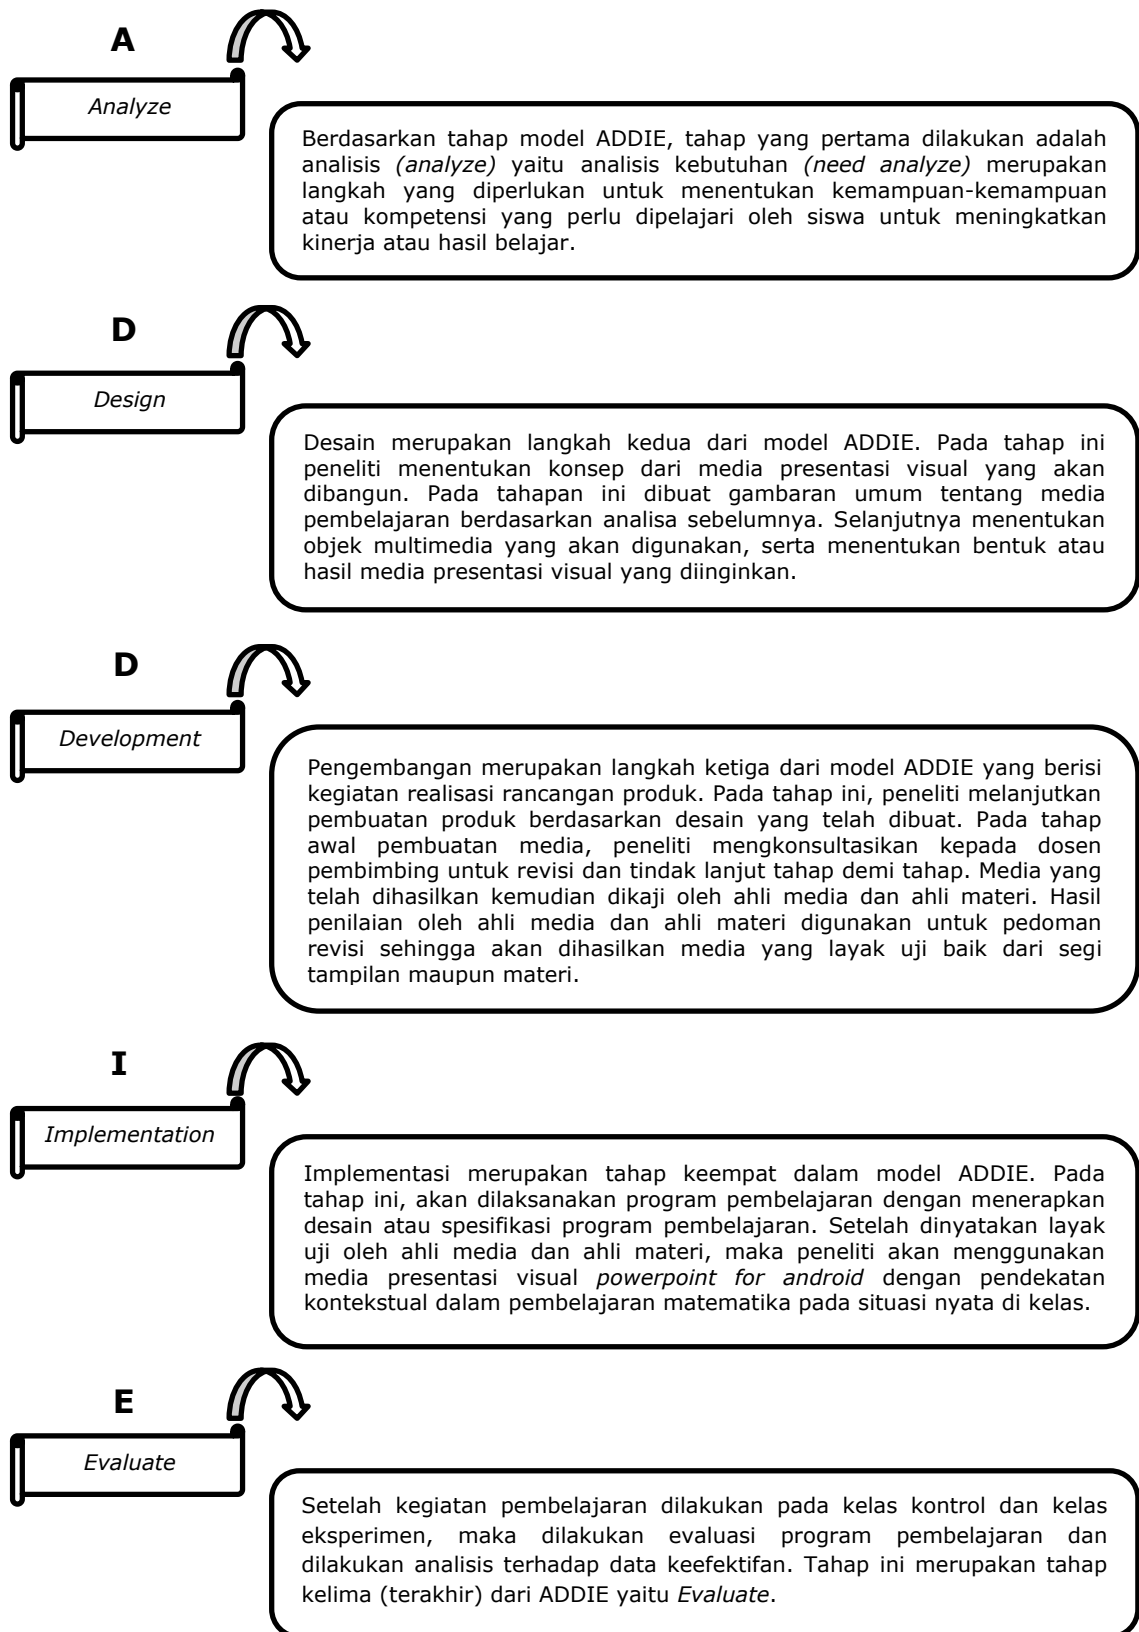 A
Analyze
Berdasarkan tahap model ADDIE, tahap yang pertama dilakukan adalah
analisis (analyze) yaitu analisis kebutuhan (need analyze) merupakan
langkah yang diperlukan untuk menentukan kemampuan-kemampuan
atau kompetensi yang perlu dipelajari oleh siswa untuk meningkatkan
kinerja atau hasil belajar.
D
Design
Desain merupakan langkah kedua dari model ADDIE. Pada tahap ini
peneliti menentukan konsep dari media presentasi visual yang akan
dibangun. Pada tahapan ini dibuat gambaran umum tentang media
pembelajaran berdasarkan analisa sebelumnya. Selanjutnya menentukan
objek multimedia yang akan digunakan, serta menentukan bentuk atau
hasil media presentasi visual yang diinginkan.
D
Development
Pengembangan merupakan langkah ketiga dari model ADDIE yang berisi
kegiatan realisasi rancangan produk. Pada tahap ini, peneliti melanjutkan
pembuatan produk berdasarkan desain yang telah dibuat. Pada tahap
awal pembuatan media, peneliti mengkonsultasikan kepada dosen
pembimbing untuk revisi dan tindak lanjut tahap demi tahap. Media yang
telah dihasilkan kemudian dikaji oleh ahli media dan ahli materi. Hasil
penilaian oleh ahli media dan ahli materi digunakan untuk pedoman
revisi sehingga akan dihasilkan media yang layak uji baik dari segi
tampilan maupun materi.
I
Implementation
Implementasi merupakan tahap keempat dalam model ADDIE. Pada
tahap ini, akan dilaksanakan program pembelajaran dengan menerapkan
desain atau spesifikasi program pembelajaran. Setelah dinyatakan layak
uji oleh ahli media dan ahli materi, maka peneliti akan menggunakan
media presentasi visual powerpoint for android dengan pendekatan
kontekstual dalam pembelajaran matematika pada situasi nyata di kelas.
E
Evaluate
Setelah kegiatan pembelajaran dilakukan pada kelas kontrol dan kelas
eksperimen, maka dilakukan evaluasi program pembelajaran dan
dilakukan analisis terhadap data keefektifan. Tahap ini merupakan tahap
kelima (terakhir) dari ADDIE yaitu Evaluate.